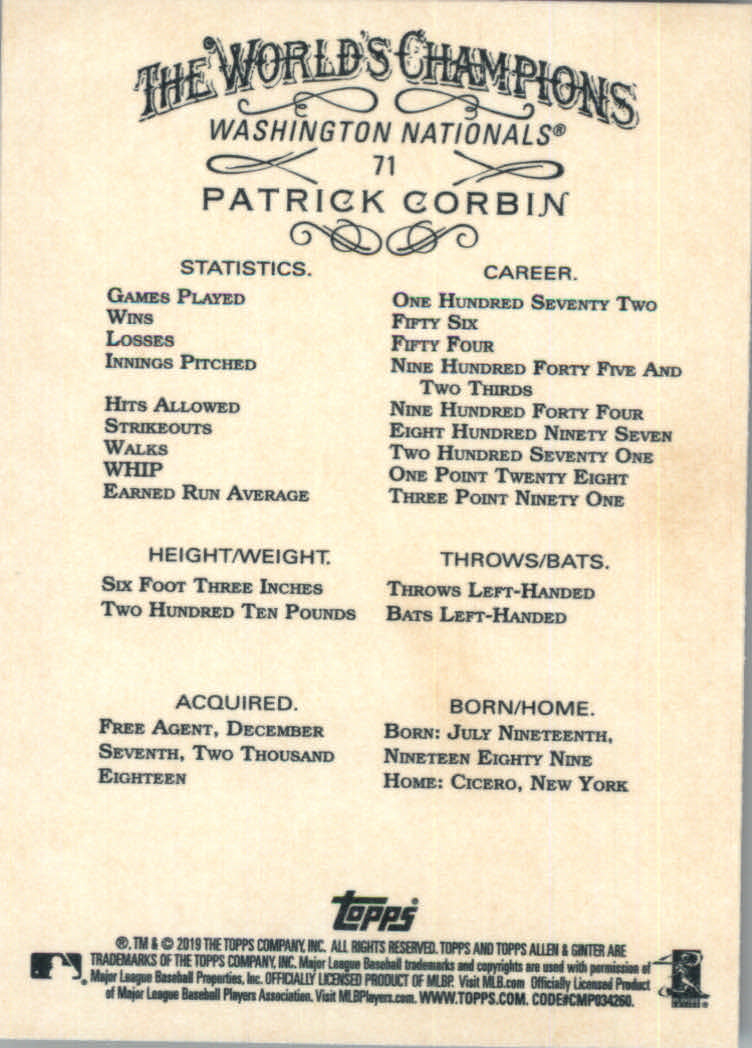 THE WORLD'S CHAMPIONS
WASHINGTON NATIONALS®
71
PATRICK CORBIN
STATISTICS.
GAMES PLAYED
WINS
LOSSES
INNINGS PITCHED
HITS ALLOWED
STRIKEOUTS
WALKS
WHIP
EARNED RUN AVERAGE
CAREER.
ONE HUNDRED SEVENTY TWO
FIFTY SIX
FIFTY FOUR
NINE HUNDRED FORTY FIVE AND
TWO THIRDS
NINE HUNDRED FORTY FOUR
EIGHT HUNDRED NINETY SEVEN
TWO HUNDRED SEVENTY ONE
ONE POINT TWENTY EIGHT
THREE POINT NINETY ONE
HEIGHT/WEIGHT.
SIX FOOT THREE INCHES
TWO HUNDRED TEN POUNDS
THROWS/BATS.
THROWS LEFT-HANDED
BATS LEFT-HANDED
ACQUIRED.
FREE AGENT, DECEMBER
SEVENTH, TWO THOUSAND
EIGHTEEN
BORN/HOME.
BORN: JULY NINETEENTH,
NINETEEN EIGHTY NINE
HOME: CICERO, NEW YORK
Topps®
®, TM & © 2019 THE TOPPS COMPANY, INC. ALL RIGHTS RESERVED. TOPPS AND TOPPS ALLEN & GINTER ARE
TRADEMARKS OF THE TOPPS COMPANY, INC. Major League Baseball trademarks and copyrights are used with permission of
Major League Baseball Properties, Inc. OFFICIALLY LICENSED PRODUCT OF MLBP. Visit MLB.com Officially Licensed Product
of Major League Baseball Players Association. Visit MLBPlayers.com. WWW.TOPPS.COM. CODE#CMP034260.